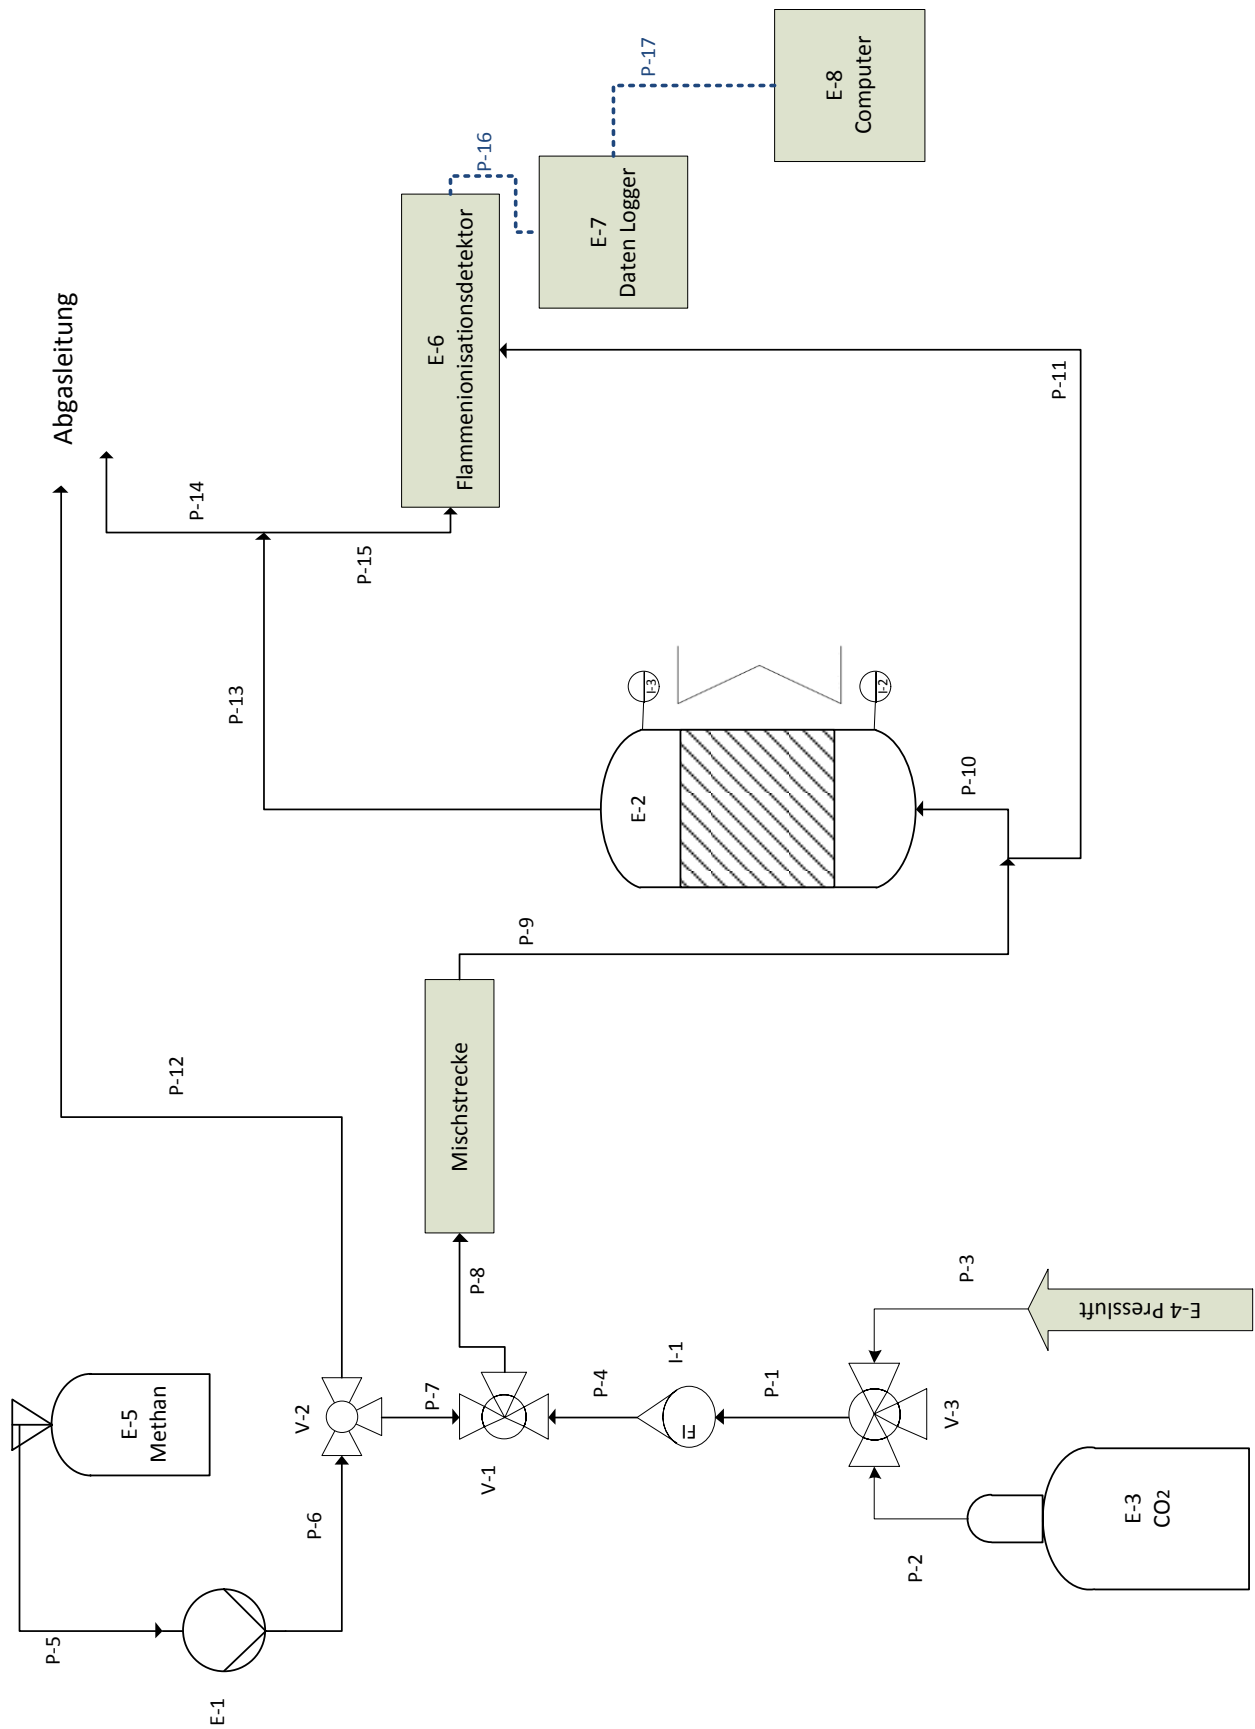 Abgasleitung
P-17
E-8
Computer
P-16
E-7
Daten Logger
E-6
Flammenionisationsdetektor
P-11
P-14
P-15
P-13
I-3
I-2
E-2
P-10
P-9
P-12
Mischstrecke
P-8
P-3
E-4 Pressluft
E-5
Methan
V-2
P-7
P-4
I-1
FI
P-1
V-3
V-1
P-6
P-5
E-1
P-2
E-3
CO2